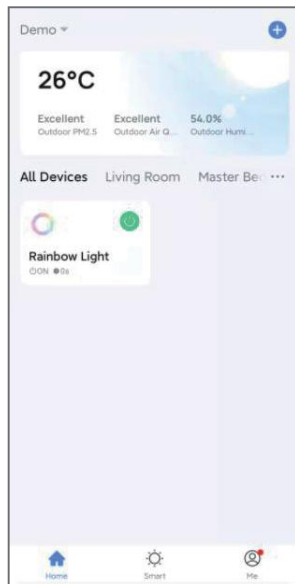 Demo
26°C
Excellent Excellent 54.0%
Outdoor PM2.5 Outdoor Air Q... Outdoor Humi...
All Devices Living Room Master Be ...
Rainbow Light
ON 0s
Home Smart Me